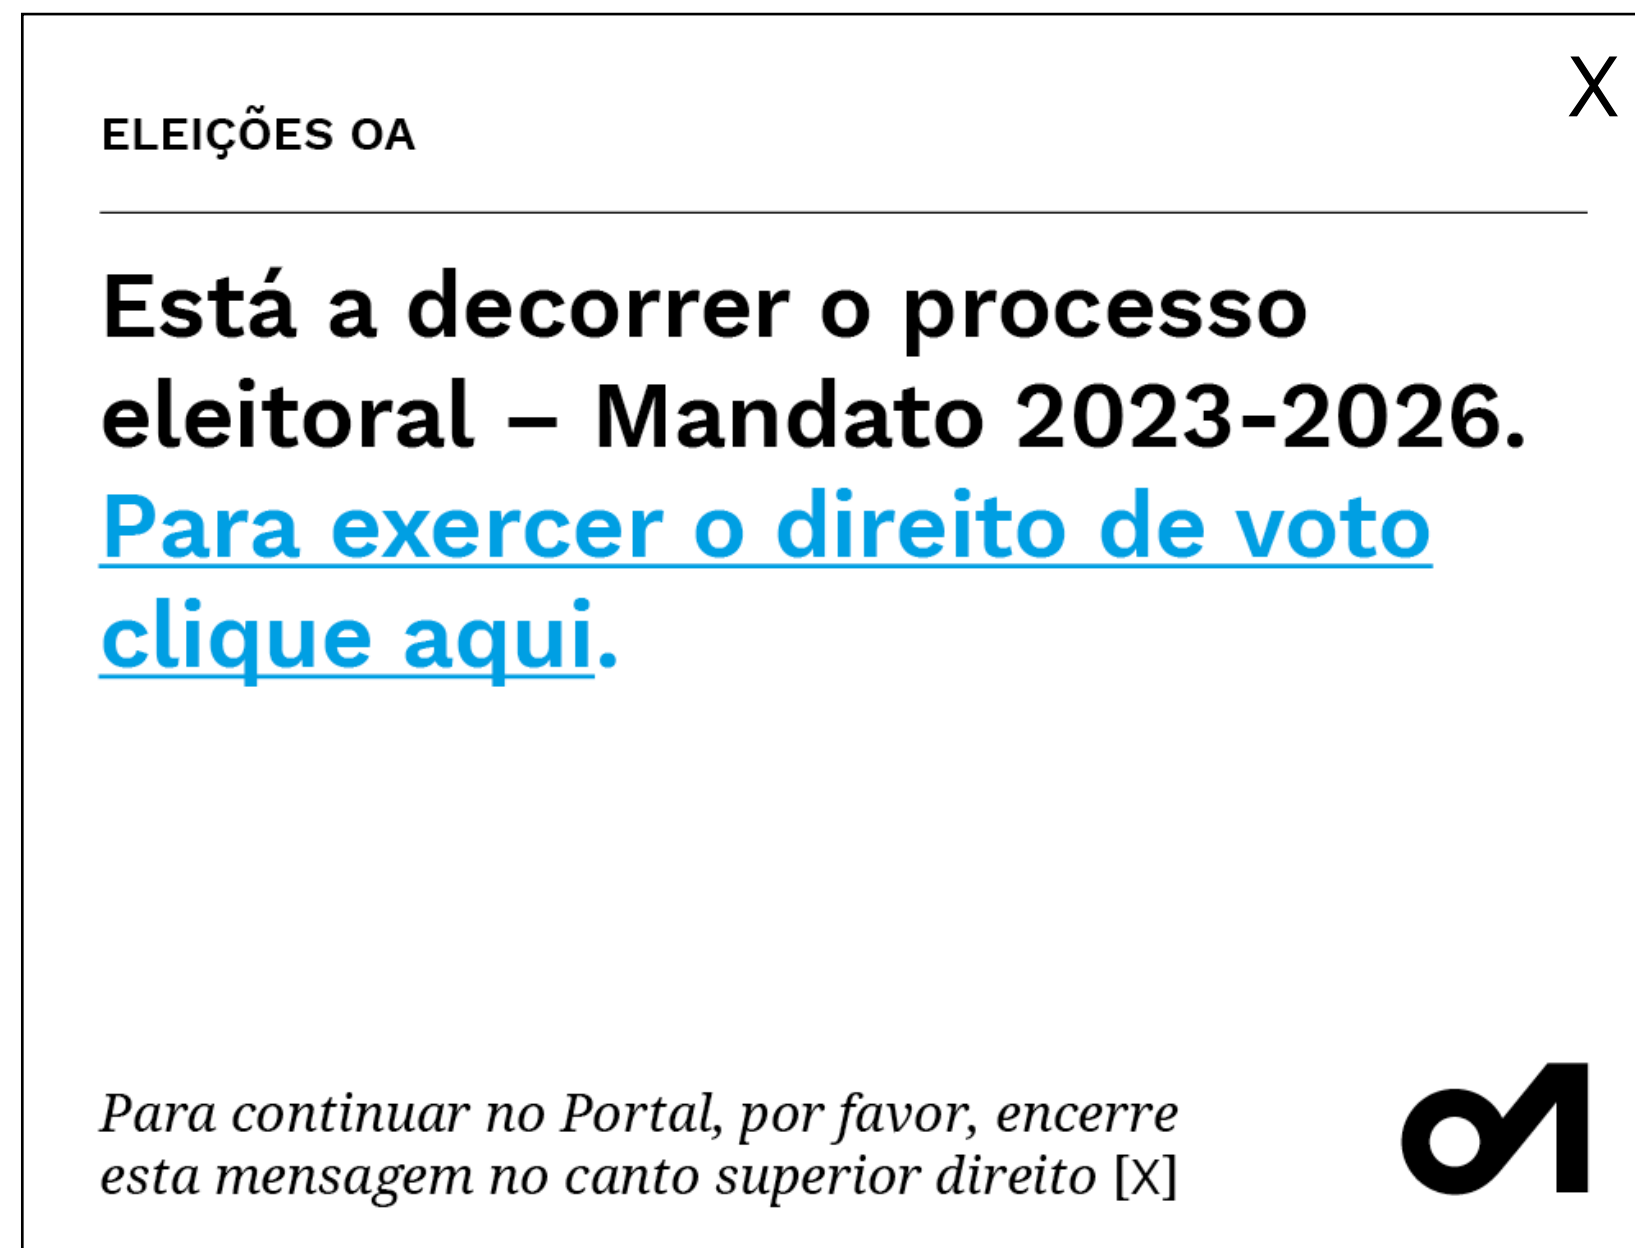 X
ELEIÇÕES OA
Está a decorrer o processo
eleitoral – Mandato 2023-2026.
Para exercer o direito de voto
clique aqui.
Para continuar no Portal, por favor, encerre
esta mensagem no canto superior direito [X]
OA